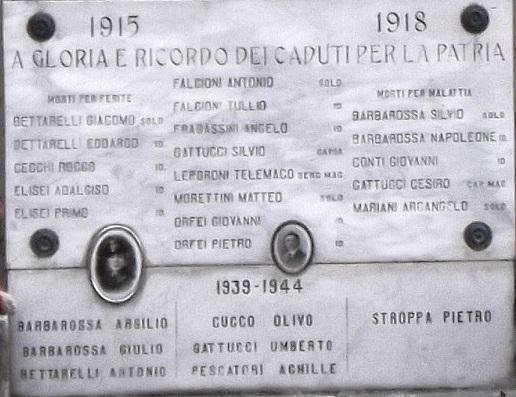 1915 1918
A GLORIA E RICORDO DEI CADUTI PER LA PATRIA
MORTI PER FERITE
BETTARELLI GIACOMO SOLD
BETTARELLI EDOARDO ID.
CECCHI ROCCO ID.
ELISEI ADALGISO ID.
ELISEI PRIMO ID.
FALCIONI ANTONIO SOLD
FALCIONI TULLIO ID
FRABASSINI ANGELO ID
GATTUCCI SILVIO CAPOR
LEPORONI TELEMACO SERG MAG
MORETTINI MATTEO SOLD
ORFEI GIOVANNI ID.
ORFEI PIETRO ID
MORTI PER MALATTIA
BARBAROSSA SILVIO SOLD
BARBAROSSA NAPOLEONE ID.
CONTI GIOVANNI ID
GATTUCCI CESIRO CAP MAG
MARIANI ARCANGELO SOLD
1939-1944
BARBAROSSA ARGILIO
BARBAROSSA GIULIO
BETTARELLI ANTONIO
CUCCO OLIVO
GATTUCCI UMBERTO
PESCATORI ACHILLE
STROPPA PIETRO